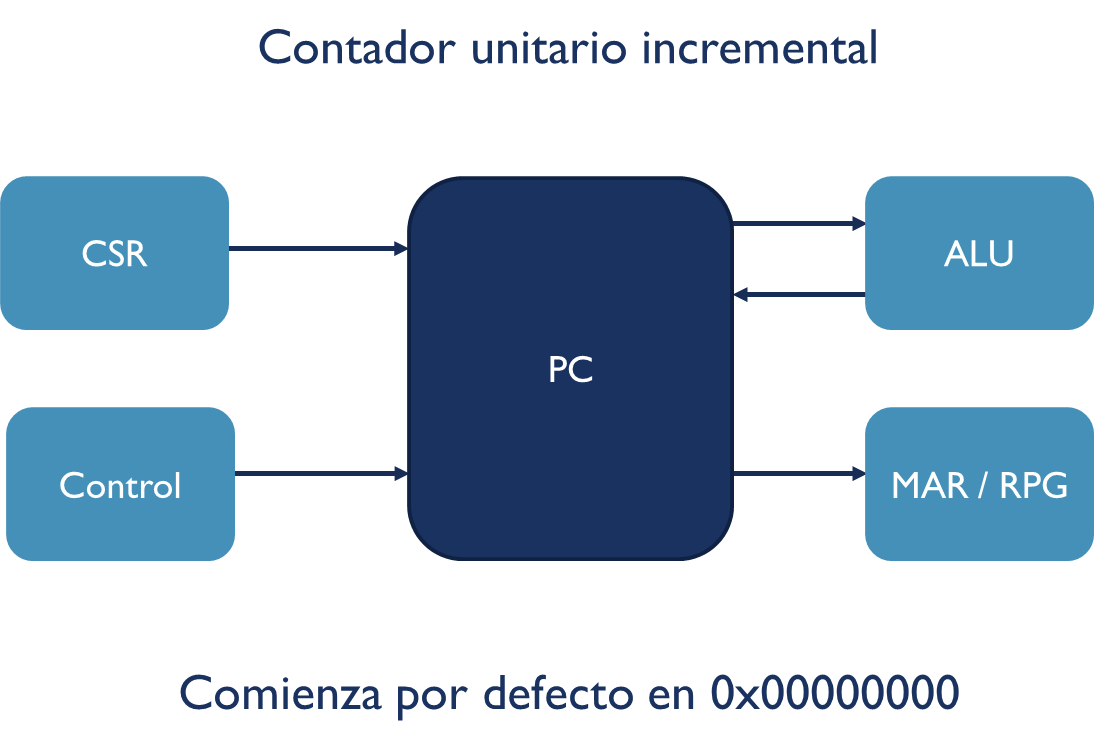 Contador unitario incremental
CSR
ALU
PC
Control
MAR / RPG
Comienza por defecto en 0x00000000